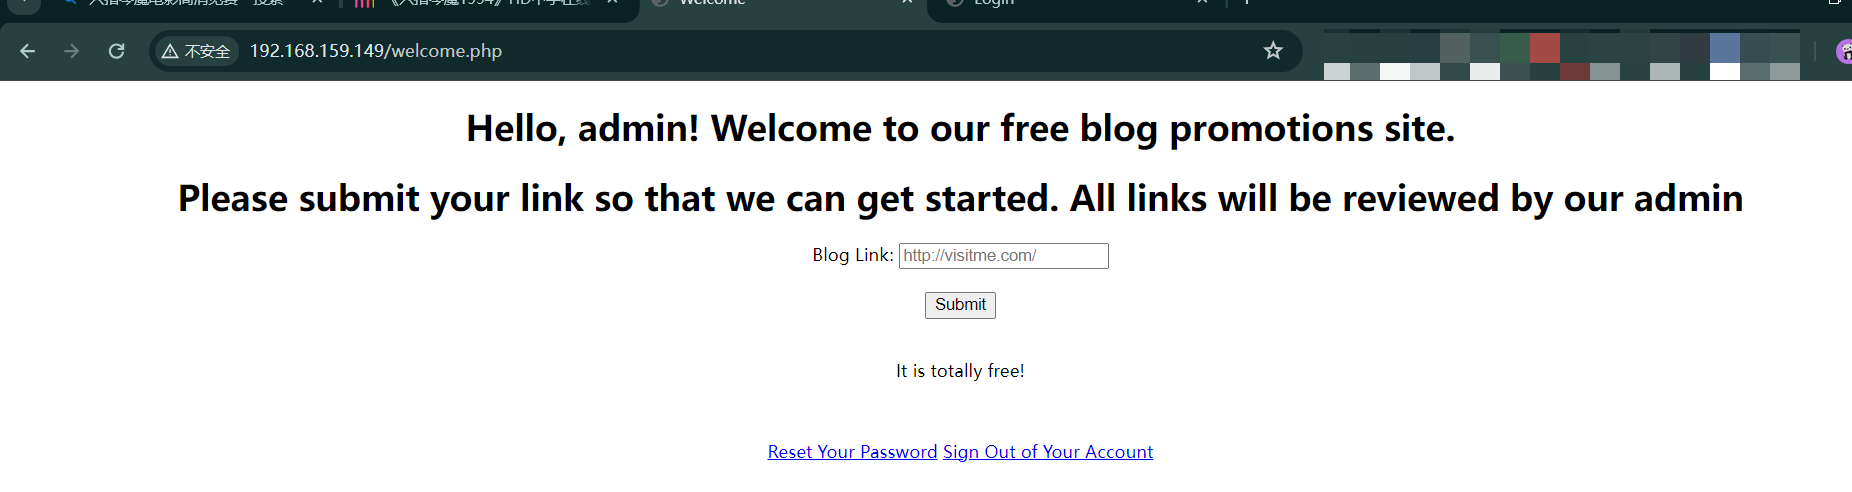 Welcome
Login
不安全 192.168.159.149/welcome.php
Hello, admin! Welcome to our free blog promotions site.
Please submit your link so that we can get started. All links will be reviewed by our admin
Blog Link: http://visitme.com/
Submit
It is totally free!
Reset Your Password Sign Out of Your Account